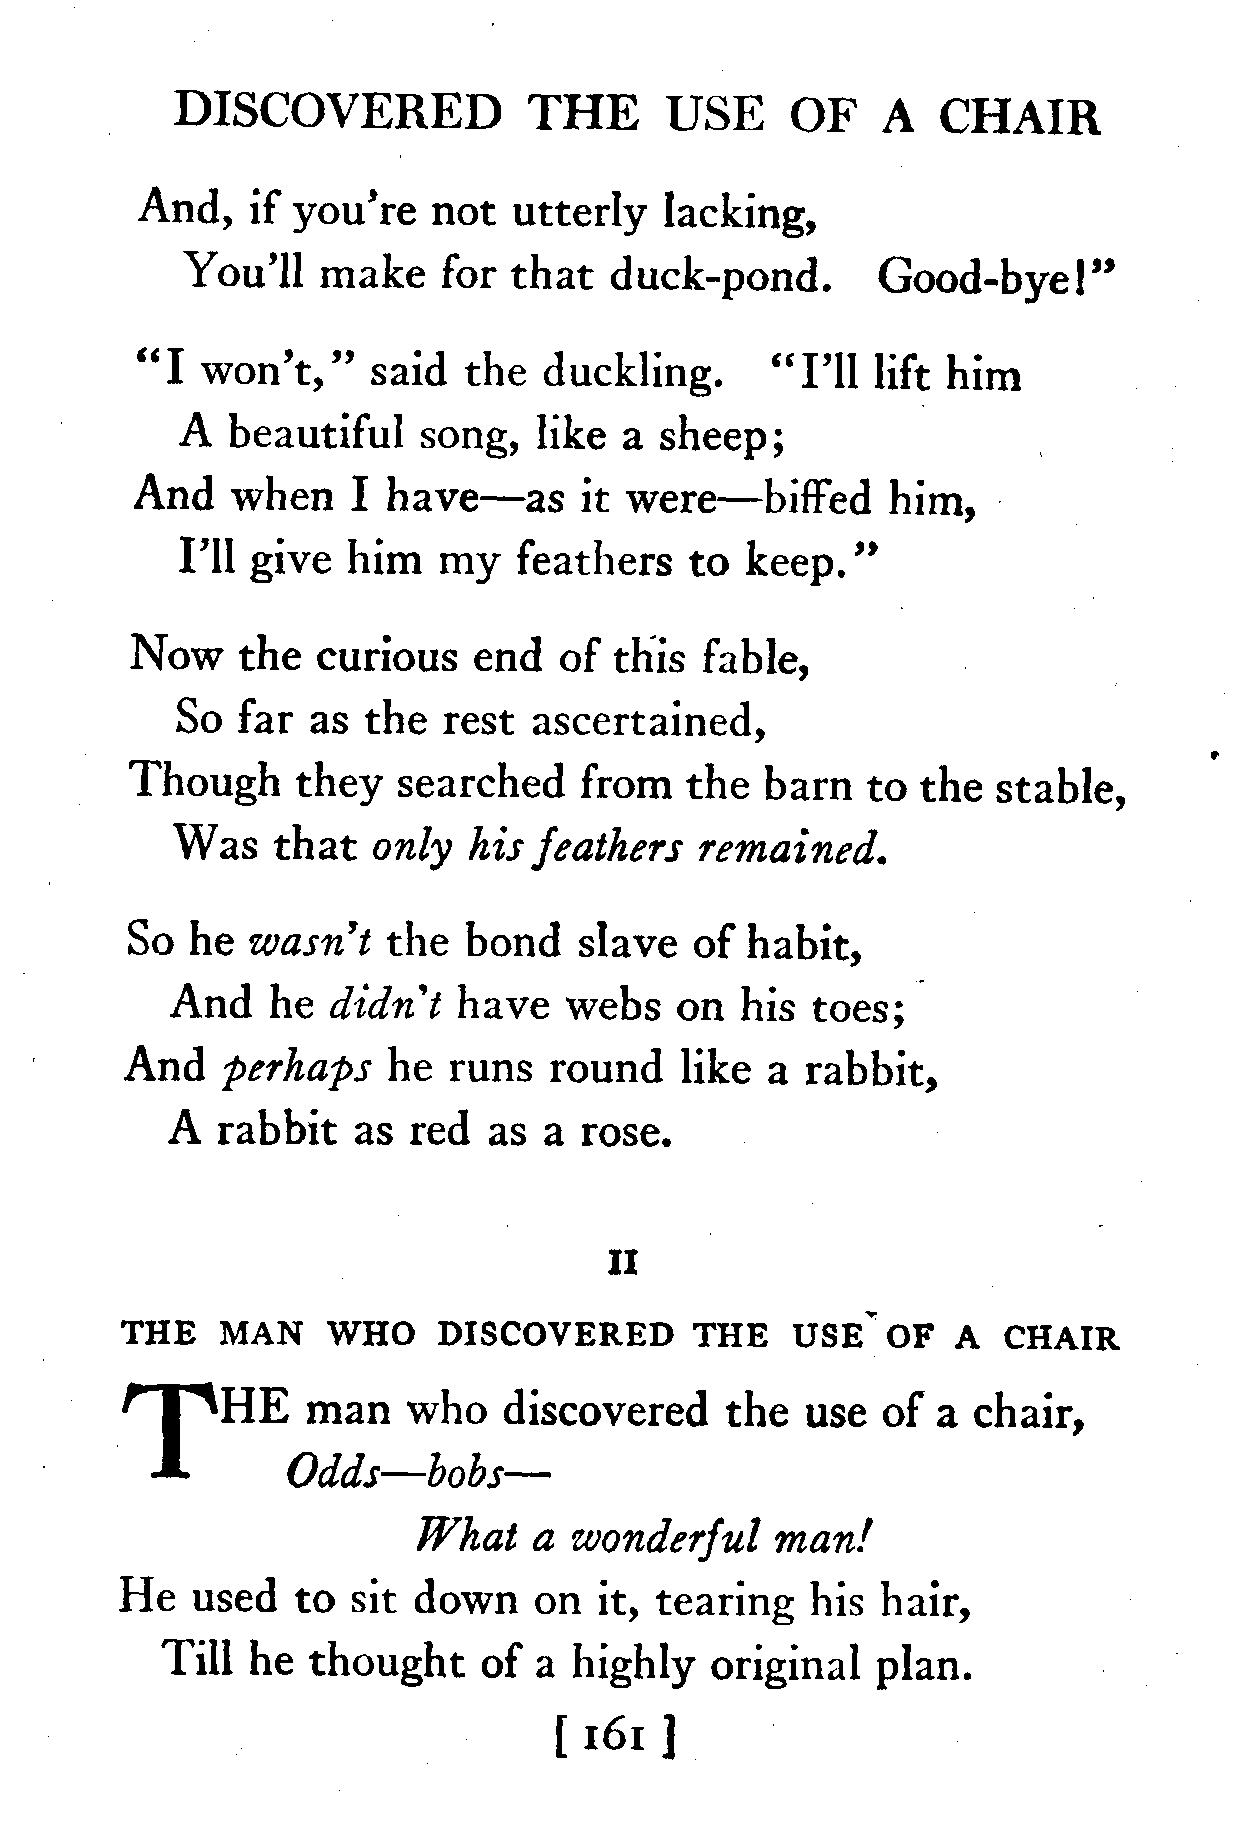 DISCOVERED THE USE OF A CHAIR
And, if you're not utterly lacking,
You'll make for that duck-pond. Good-bye!"
"I won't," said the duckling. "I'll lift him
A beautiful song, like a sheep;
And when I have—as it were—biffed him,
I'll give him my feathers to keep."
Now the curious end of this fable,
So far as the rest ascertained,
Though they searched from the barn to the stable,
Was that only his feathers remained.
So he wasn't the bond slave of habit,
And he didn't have webs on his toes;
And perhaps he runs round like a rabbit,
A rabbit as red as a rose.
II
THE MAN WHO DISCOVERED THE USE OF A CHAIR
THE man who discovered the use of a chair,
Odds—bobs—
What a wonderful man!
He used to sit down on it, tearing his hair,
Till he thought of a highly original plan.
[ 161 ]